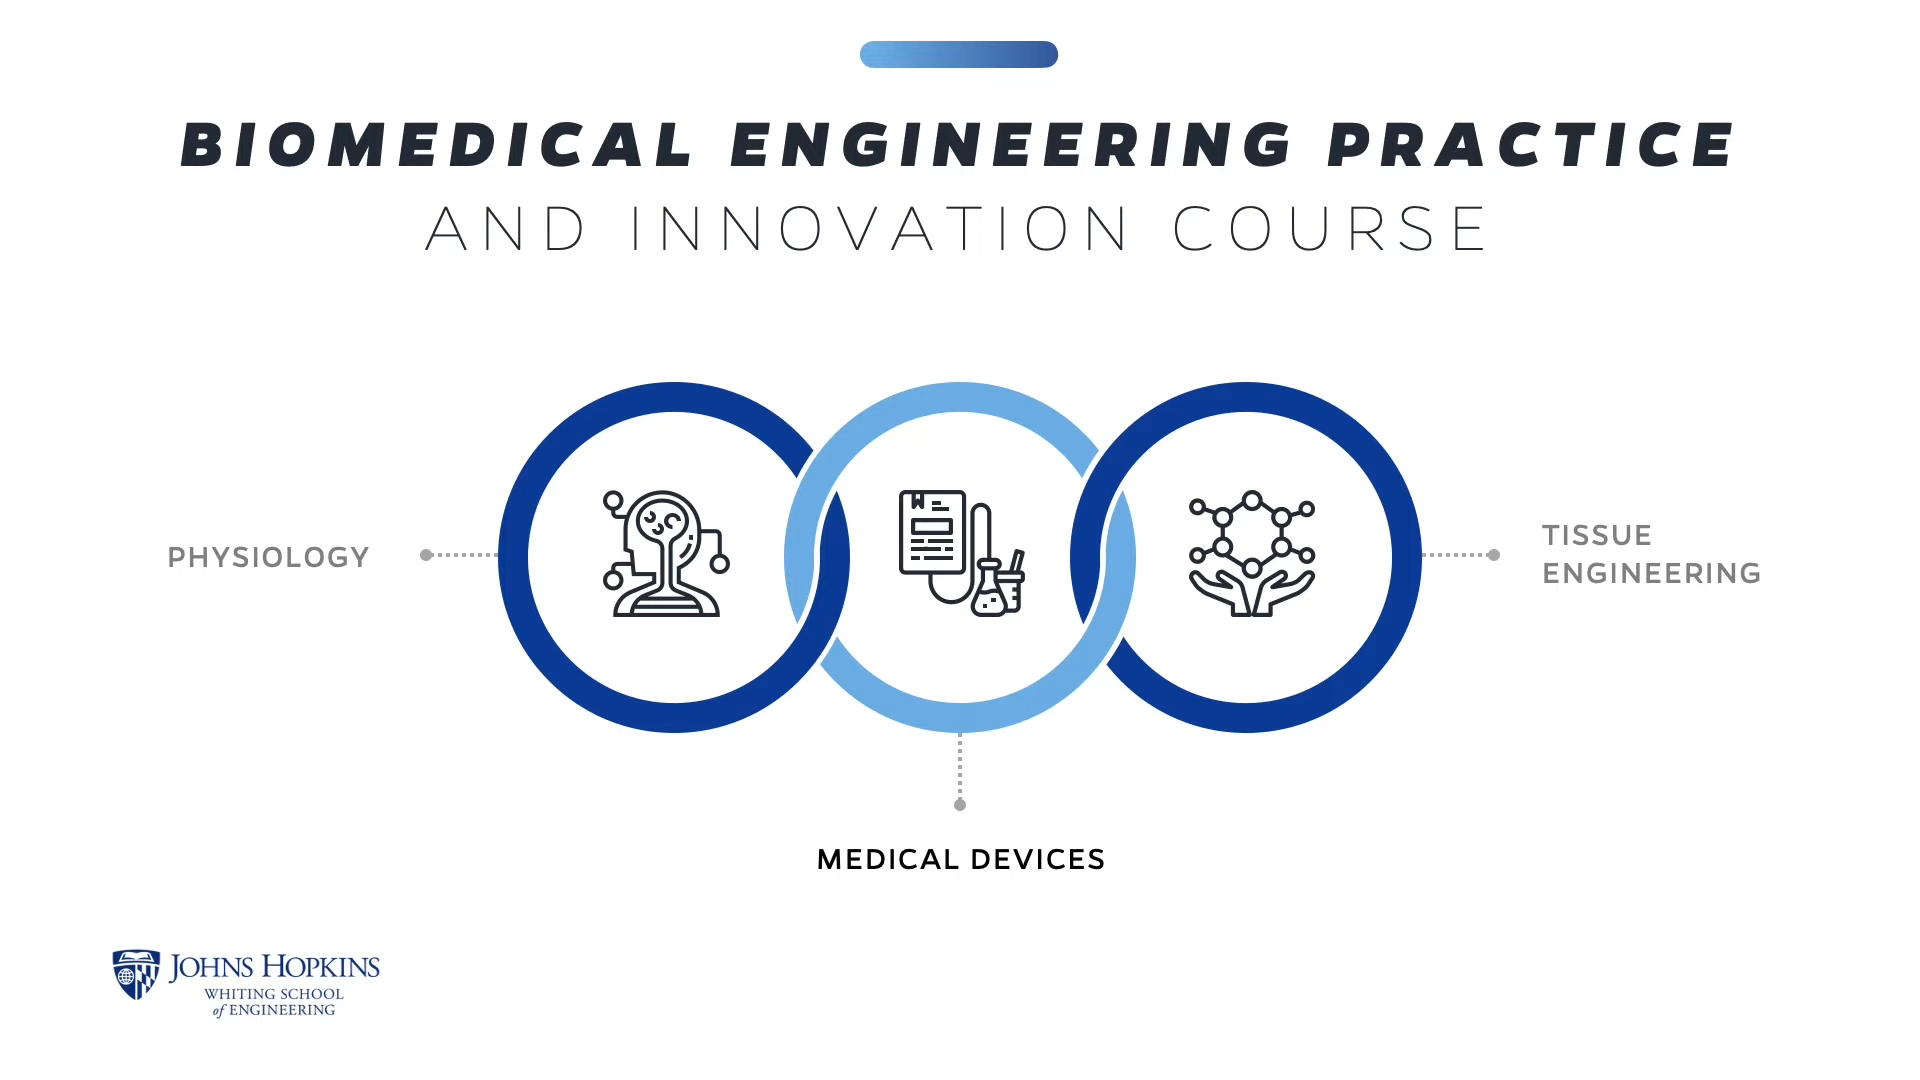 BIOMEDICAL ENGINEERING PRACTICE
AND INNOVATION COURSE
PHYSIOLOGY
TISSUE
ENGINEERING
MEDICAL DEVICES
JOHNS HOPKINS
WHITING SCHOOL
of ENGINEERING